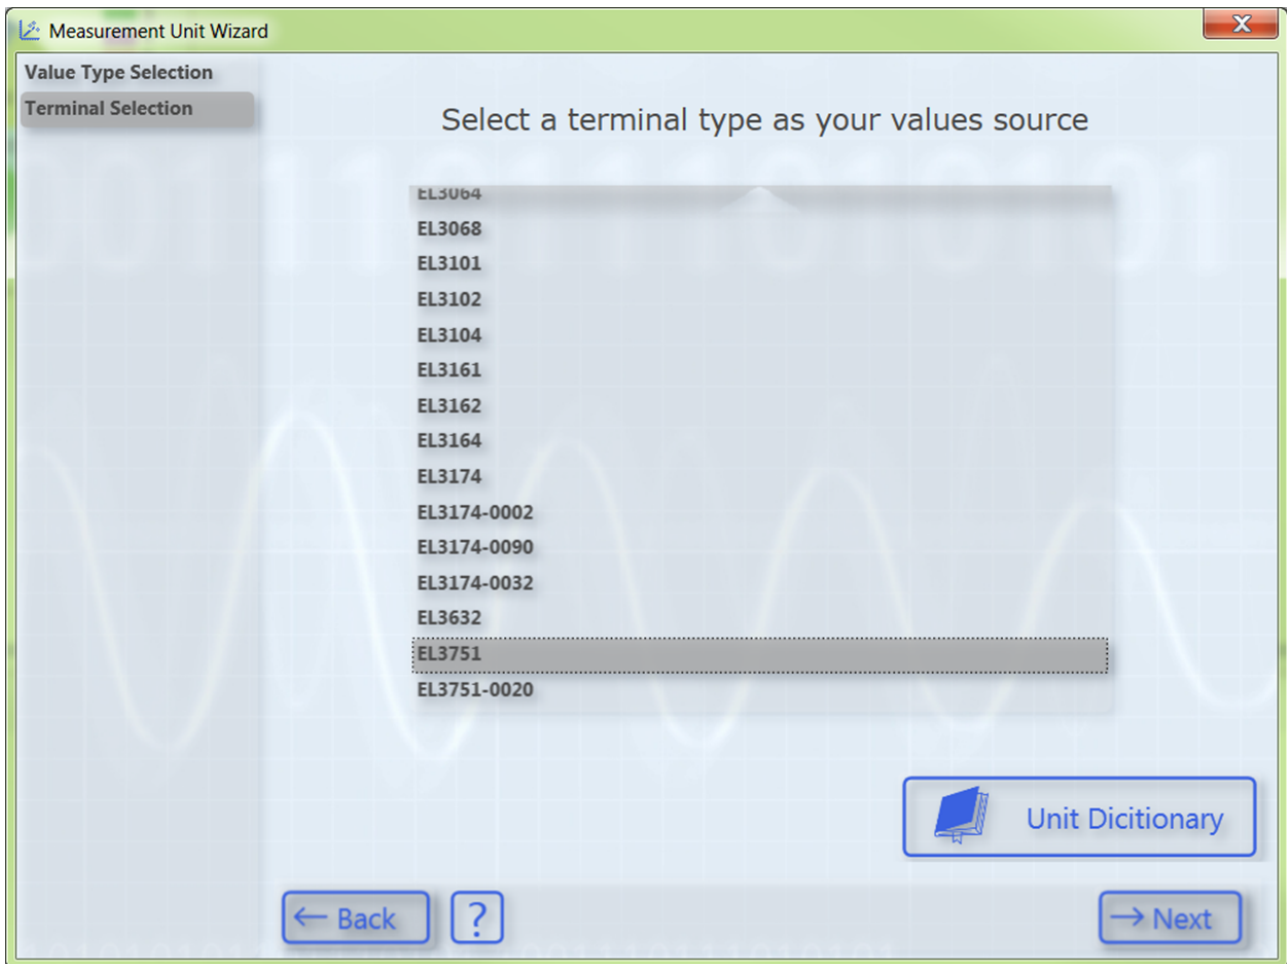 Measurement Unit Wizard
X
Value Type Selection
Terminal Selection
Select a terminal type as your values source
EL3064
EL3068
EL3101
EL3102
EL3104
EL3161
EL3162
EL3164
EL3174
EL3174-0002
EL3174-0090
EL3174-0032
EL3632
EL3751
EL3751-0020
Unit Dicitionary
← Back
?
→ Next